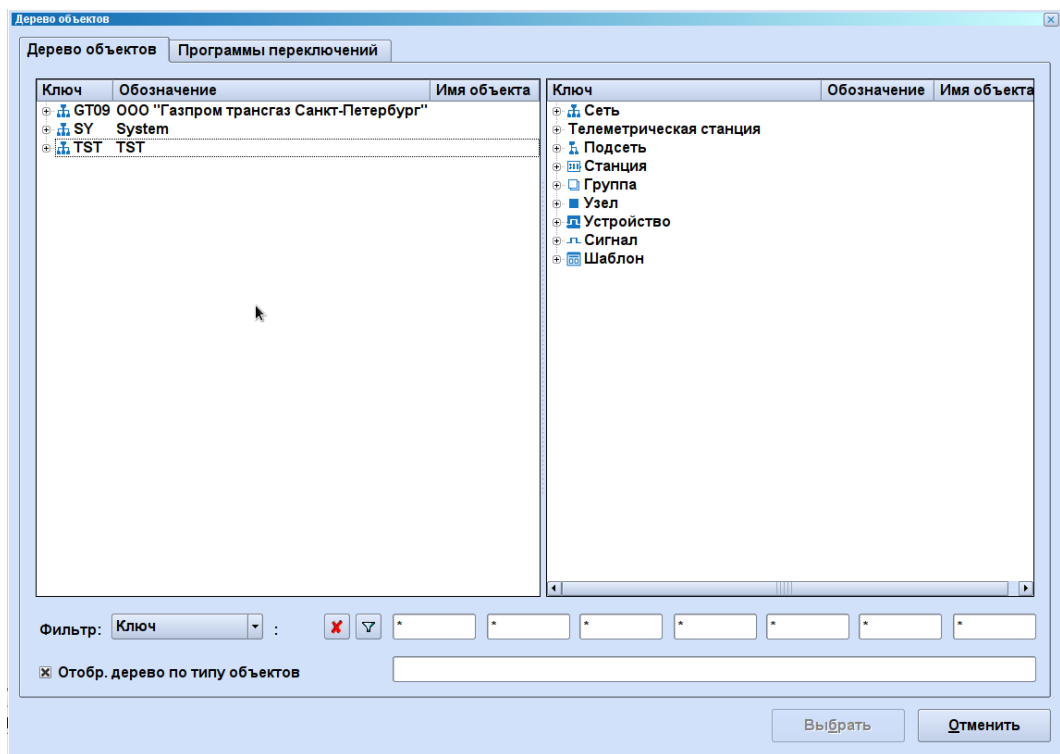 Дерево объектов
Дерево объектов Программы переключений
Ключ Обозначение Имя объекта
GT09 ООО "Газпром трансгаз Санкт-Петербург"
SY System
TST TST
Ключ Обозначение Имя объекта
Сеть
Телеметрическая станция
Подсеть
Станция
Группа
Узел
Устройство
Сигнал
Шаблон
Фильтр: Ключ : * * * * * * *
Отобр. дерево по типу объектов
Выбрать Отменить